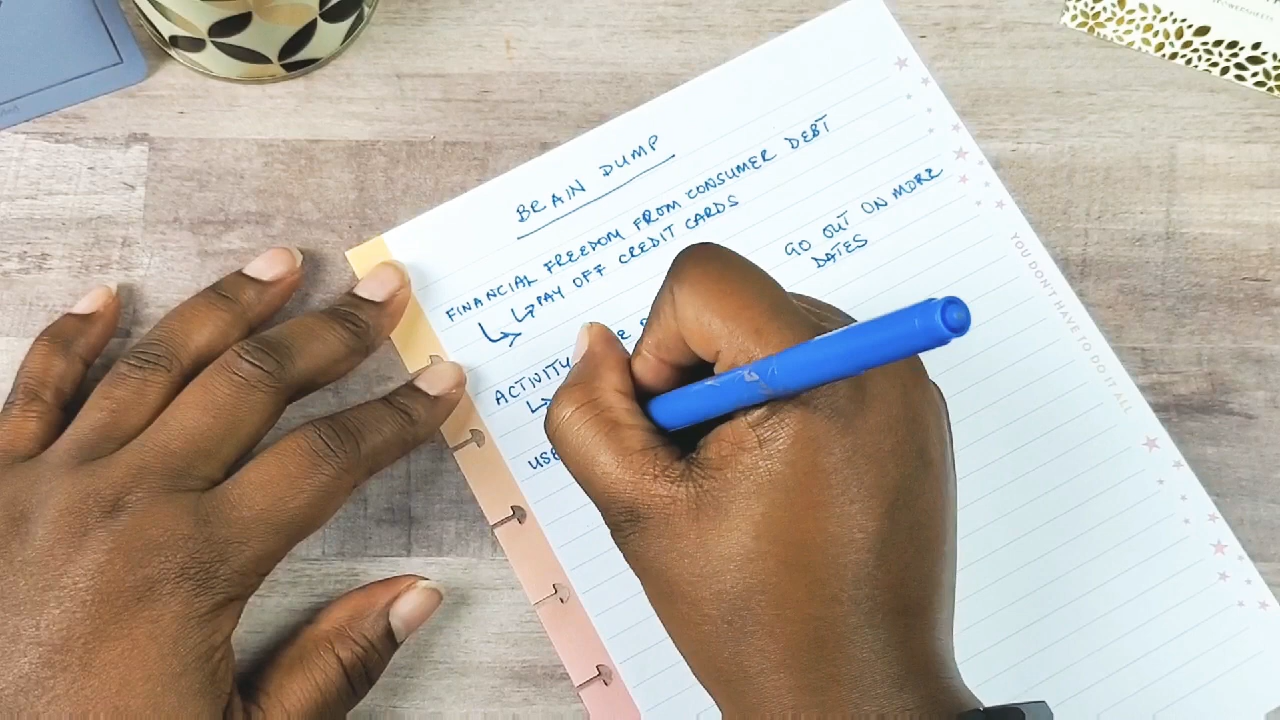 BRAIN DUMP
FINANCIAL FREEDOM FROM CONSUMER DEBT
↳ PAY OFF CREDIT CARDS
GO OUT ON MORE
DATES
ACTIVITY
USE
YOU DON'T HAVE TO DO IT ALL